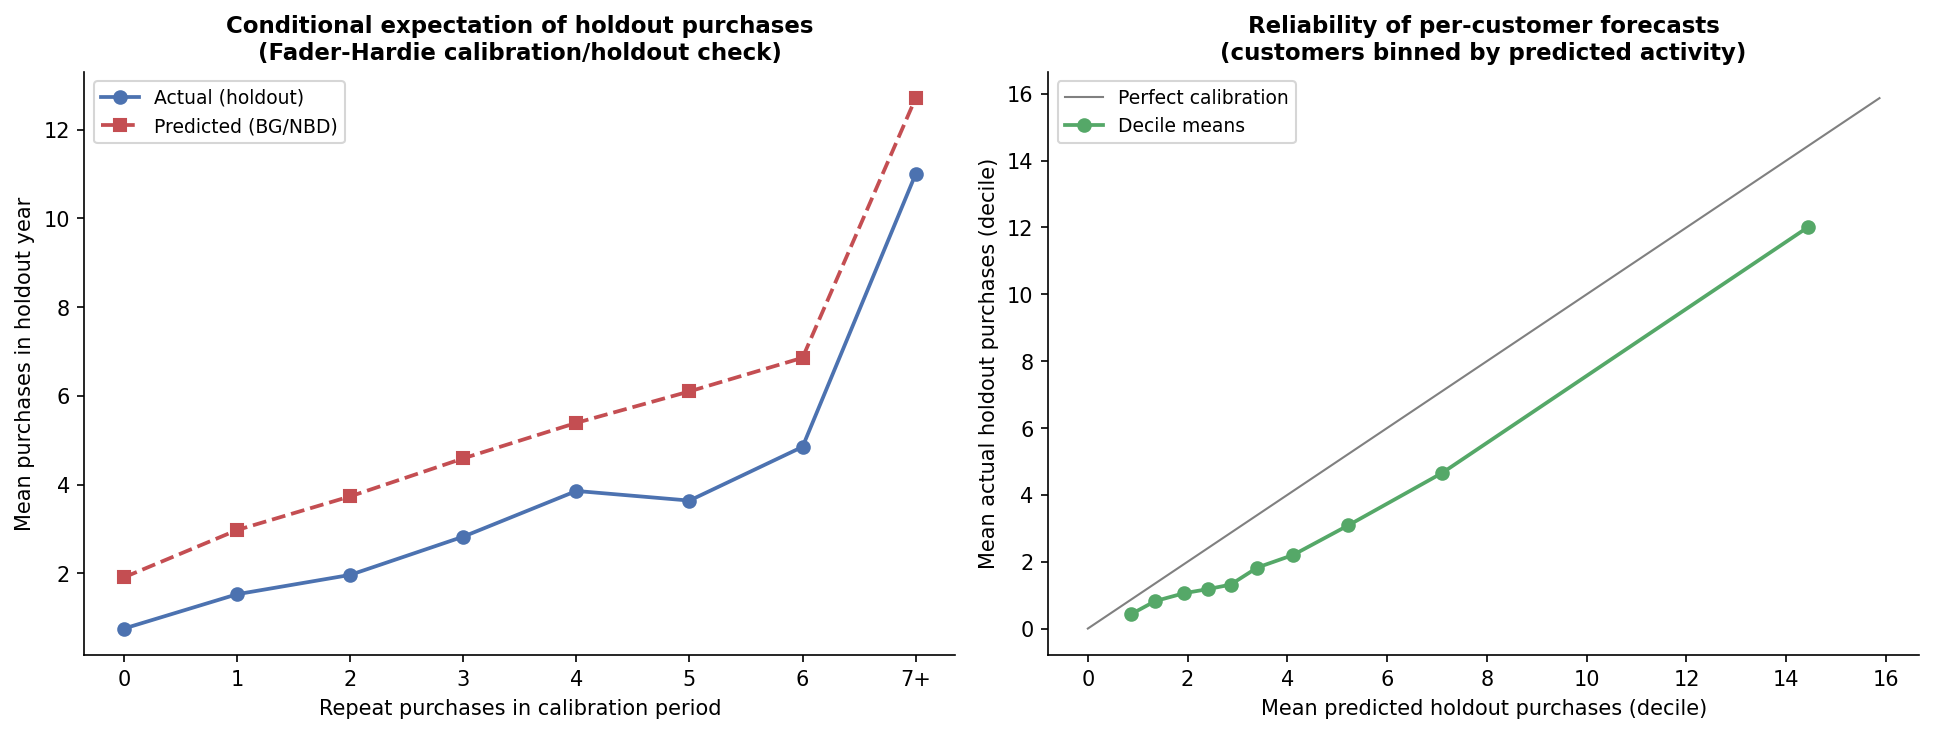 Conditional expectation of holdout purchases
(Fader-Hardie calibration/holdout check)
Actual (holdout)
Predicted (BG/NBD)
Mean purchases in holdout year
12
10
8
6
4
2
0
1
2
3
4
5
6
7+
Repeat purchases in calibration period
Reliability of per-customer forecasts
(customers binned by predicted activity)
Perfect calibration
Decile means
Mean actual holdout purchases (decile)
16
14
12
10
8
6
4
2
0
0
2
4
6
8
10
12
14
16
Mean predicted holdout purchases (decile)